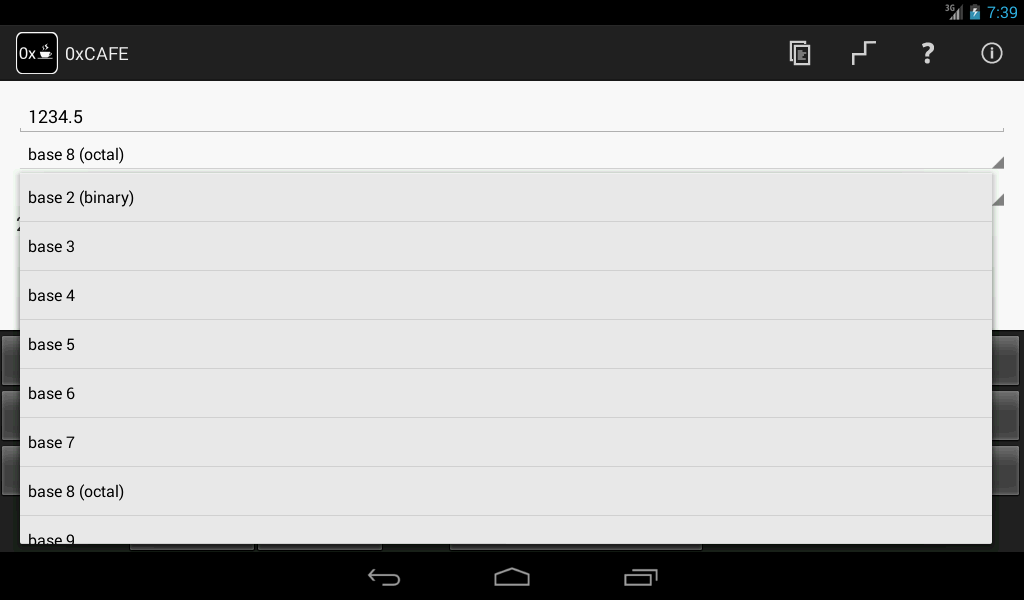 3G 7:39
0x 0xCAFE ?
1234.5
base 8 (octal)
base 2 (binary)
base 3
base 4
base 5
base 6
base 7
base 8 (octal)
base 9